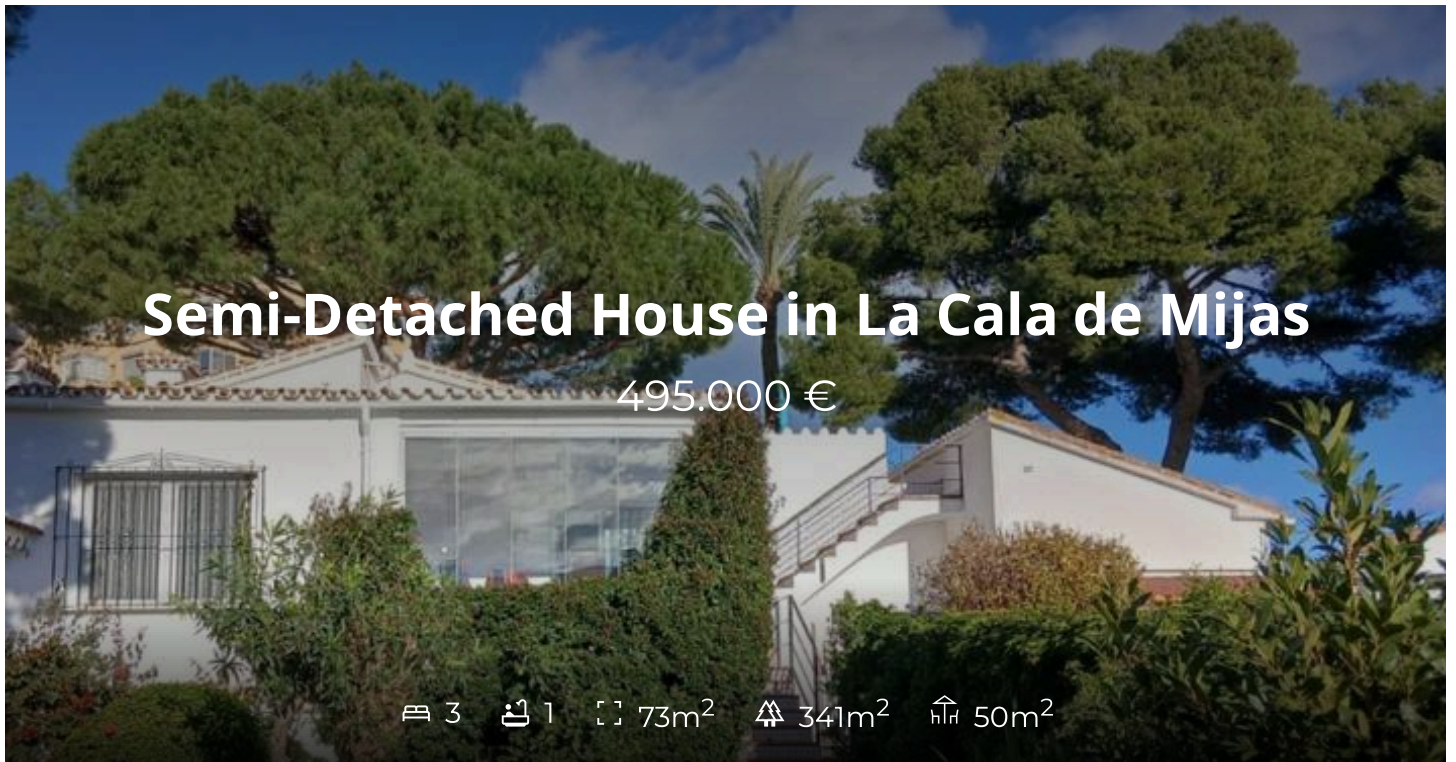 Semi-Detached House in La Cala de Mijas
495.000 €
3 1 73m² 341m² 50m²